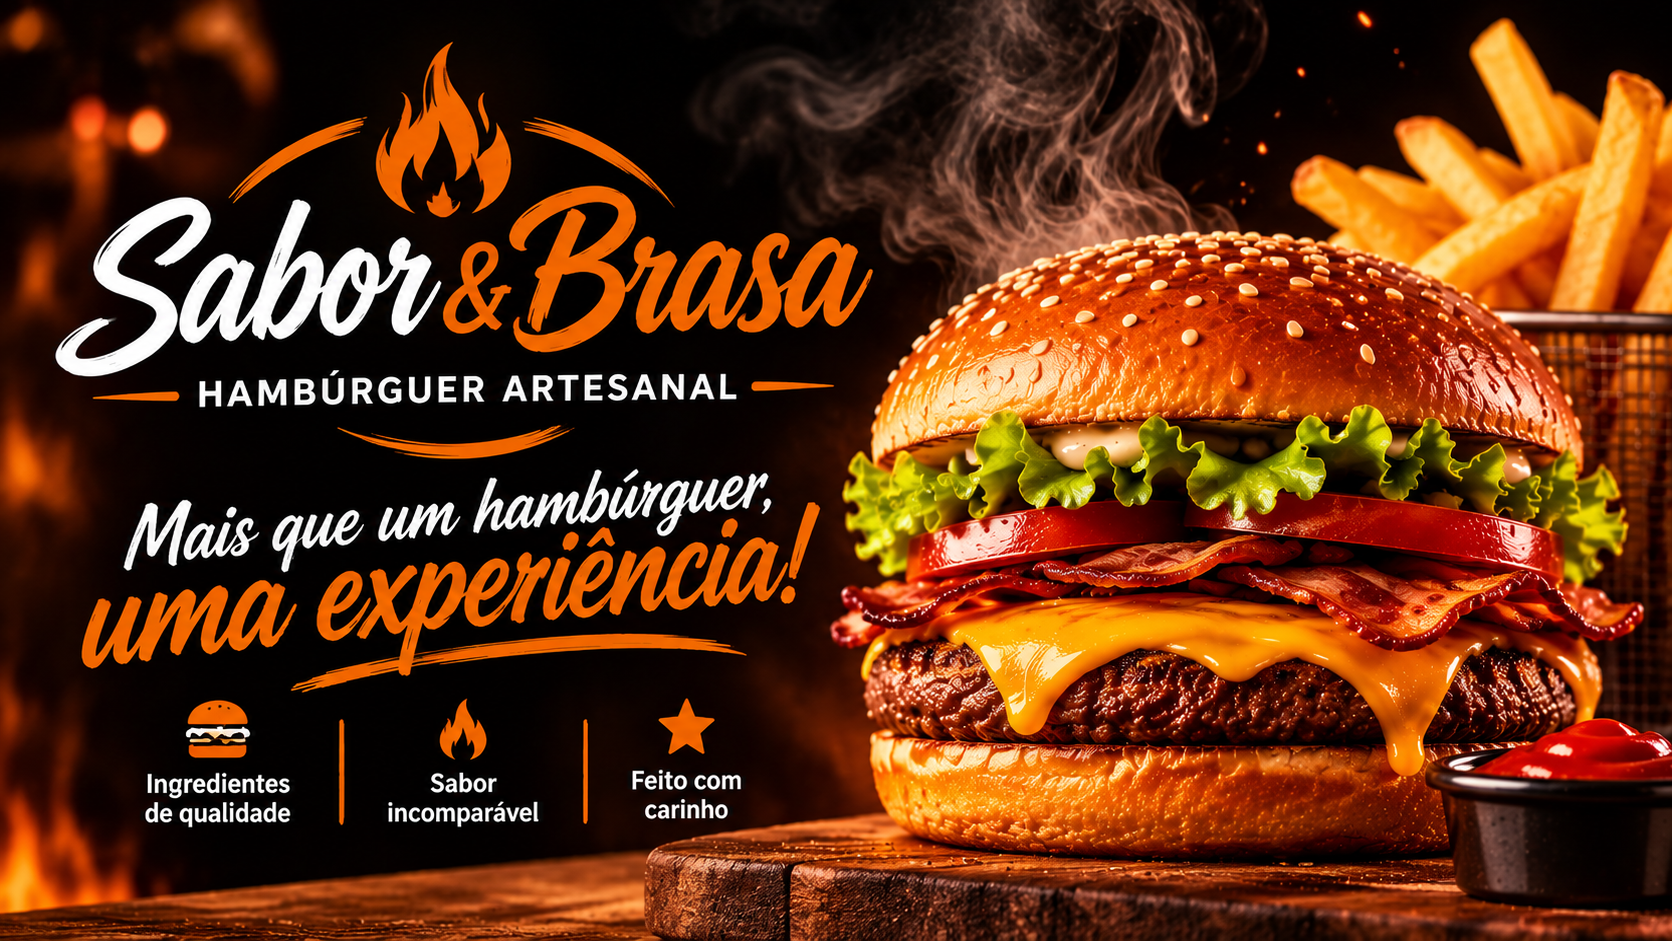 Sabor & Brasa
HAMBÚRGUER ARTESANAL
Mais que um hambúrguer,
uma experiência!
Ingredientes
de qualidade
Sabor
incomparável
Feito com
carinho